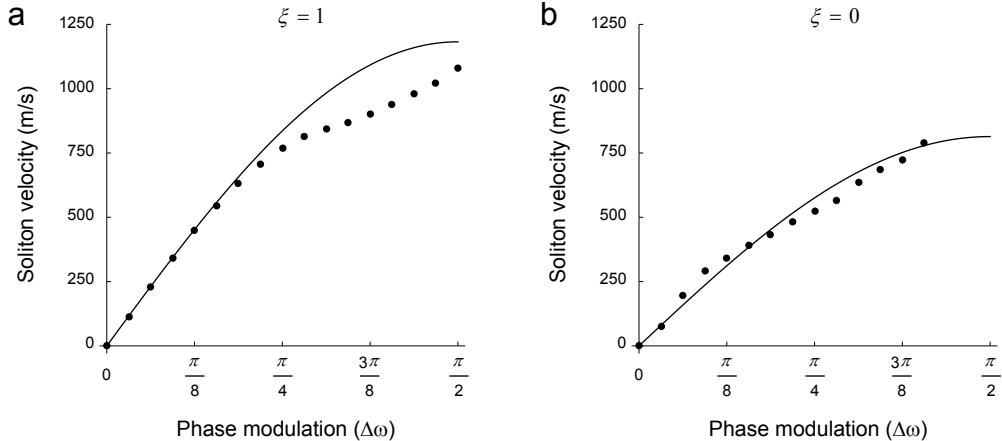 a
ξ = 1
Soliton velocity (m/s)
1250
1000
750
500
250
0
0
π/8
π/4
3π/8
π/2
Phase modulation (Δω)
b
ξ = 0
Soliton velocity (m/s)
1250
1000
750
500
250
0
0
π/8
π/4
3π/8
π/2
Phase modulation (Δω)